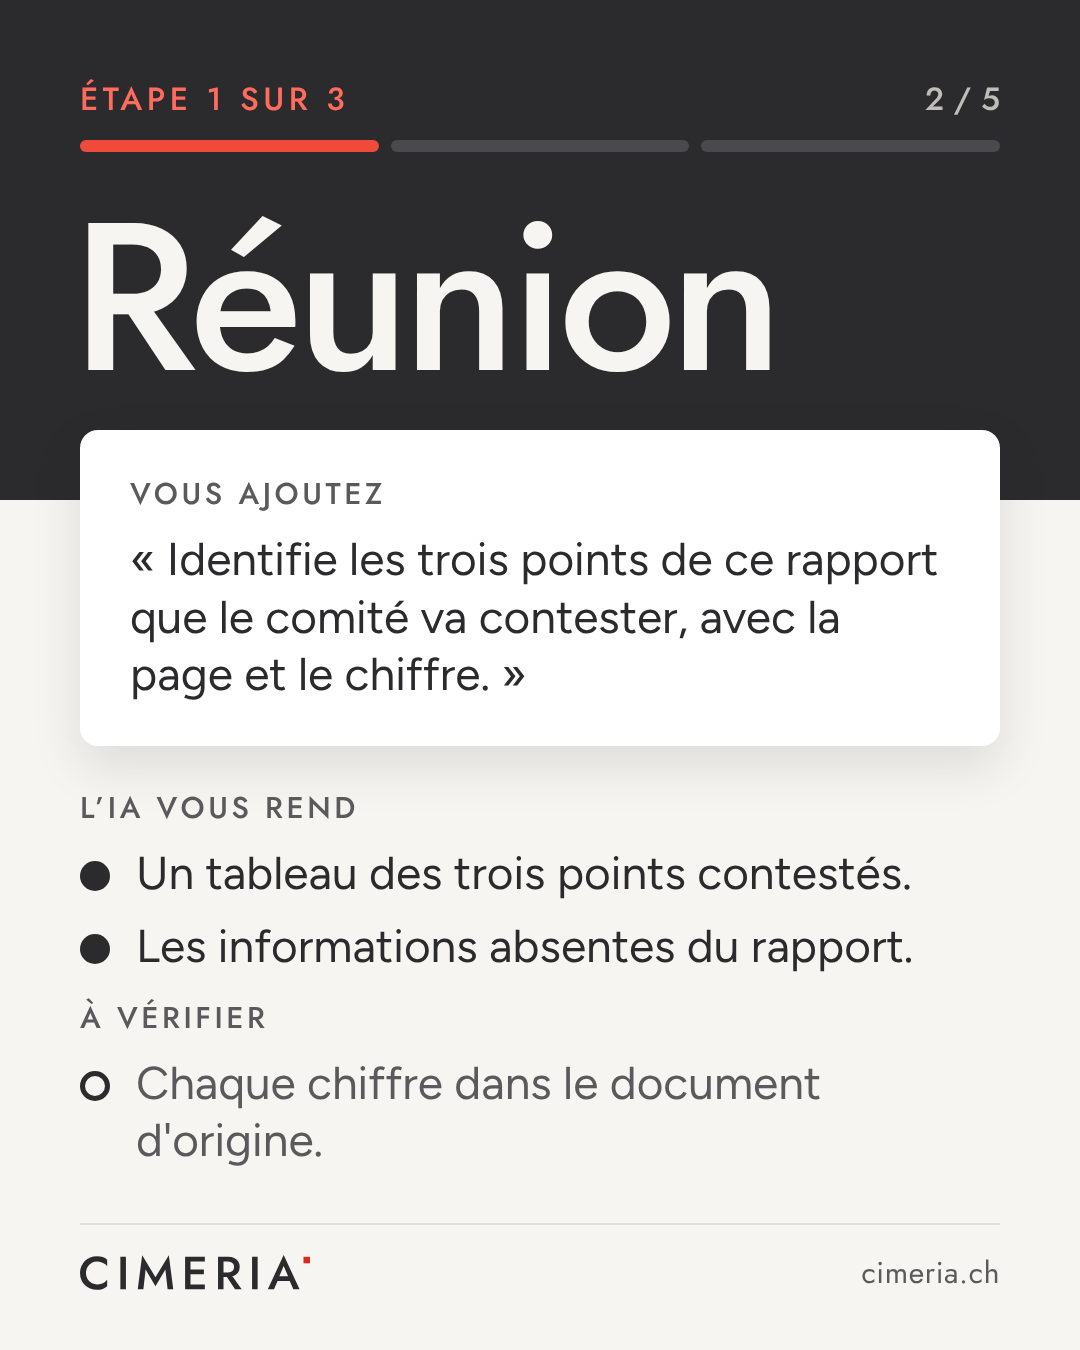 ÉTAPE 1 SUR 3
2 / 5
Réunion
VOUS AJOUTEZ
« Identifie les trois points de ce rapport
que le comité va contester, avec la
page et le chiffre. »
L’IA VOUS REND
Un tableau des trois points contestés.
Les informations absentes du rapport.
À VÉRIFIER
Chaque chiffre dans le document
d'origine.
CIMERIA
cimeria.ch